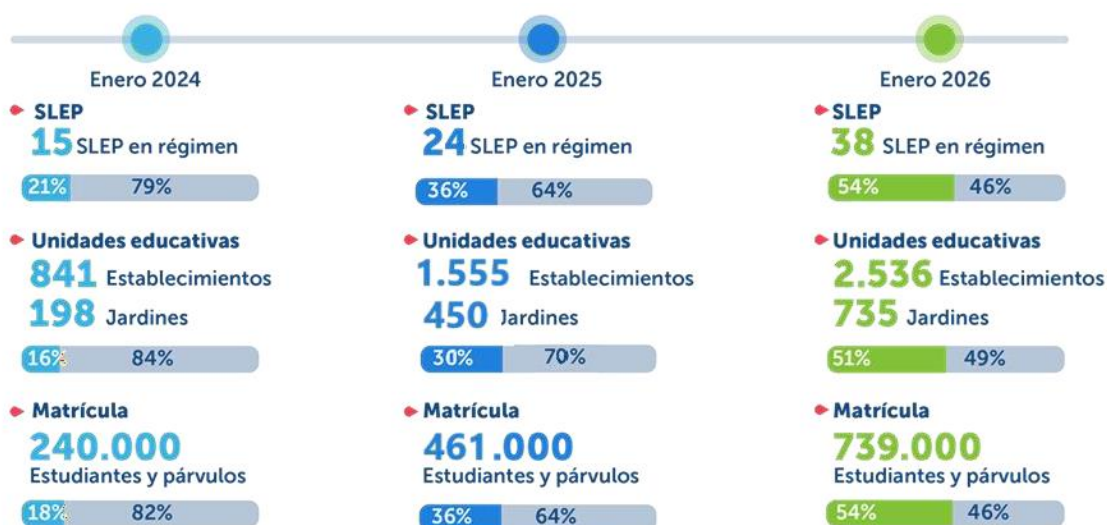 Enero 2024
SLEP
15 SLEP en régimen
21% 79%
Unidades educativas
841 Establecimientos
198 Jardines
16% 84%
Matrícula
240.000
Estudiantes y párvulos
18% 82%
Enero 2025
SLEP
24 SLEP en régimen
36% 64%
Unidades educativas
1.555 Establecimientos
450 Jardines
30% 70%
Matrícula
461.000
Estudiantes y párvulos
36% 64%
Enero 2026
SLEP
38 SLEP en régimen
54% 46%
Unidades educativas
2.536 Establecimientos
735 Jardines
51% 49%
Matrícula
739.000
Estudiantes y párvulos
54% 46%